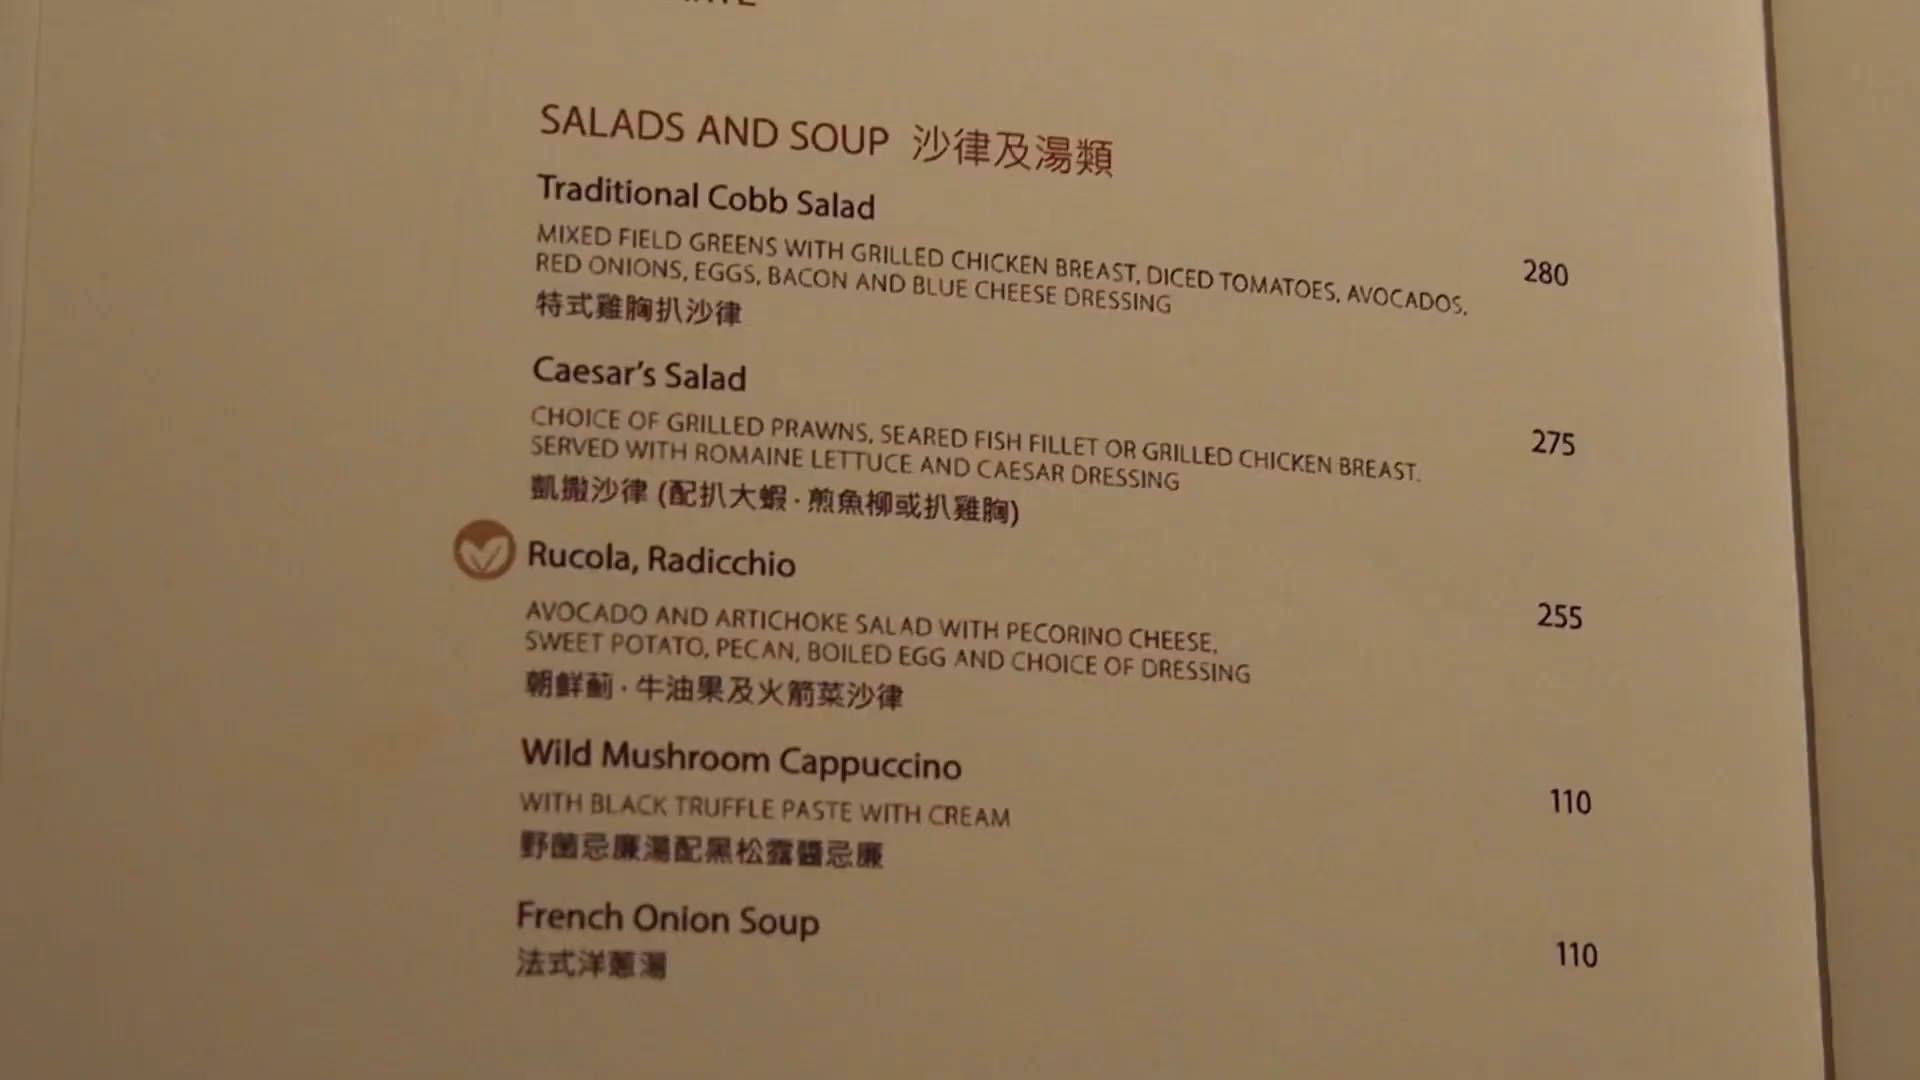 SALADS AND SOUP 沙律及湯類
Traditional Cobb Salad
MIXED FIELD GREENS WITH GRILLED CHICKEN BREAST, DICED TOMATOES, AVOCADOS,
RED ONIONS, EGGS, BACON AND BLUE CHEESE DRESSING
280
特式雞胸扒沙律
Caesar's Salad
CHOICE OF GRILLED PRAWNS, SEARED FISH FILLET OR GRILLED CHICKEN BREAST.
SERVED WITH ROMAINE LETTUCE AND CAESAR DRESSING
275
凱撒沙律 (配扒大蝦 · 煎魚柳或扒雞胸)
Rucola, Radicchio
AVOCADO AND ARTICHOKE SALAD WITH PECORINO CHEESE,
SWEET POTATO, PECAN, BOILED EGG AND CHOICE OF DRESSING
255
朝鮮薊 · 牛油果及火箭菜沙律
Wild Mushroom Cappuccino
WITH BLACK TRUFFLE PASTE WITH CREAM
110
野菌忌廉湯配黑松露醬忌廉
French Onion Soup
110
法式洋蔥湯